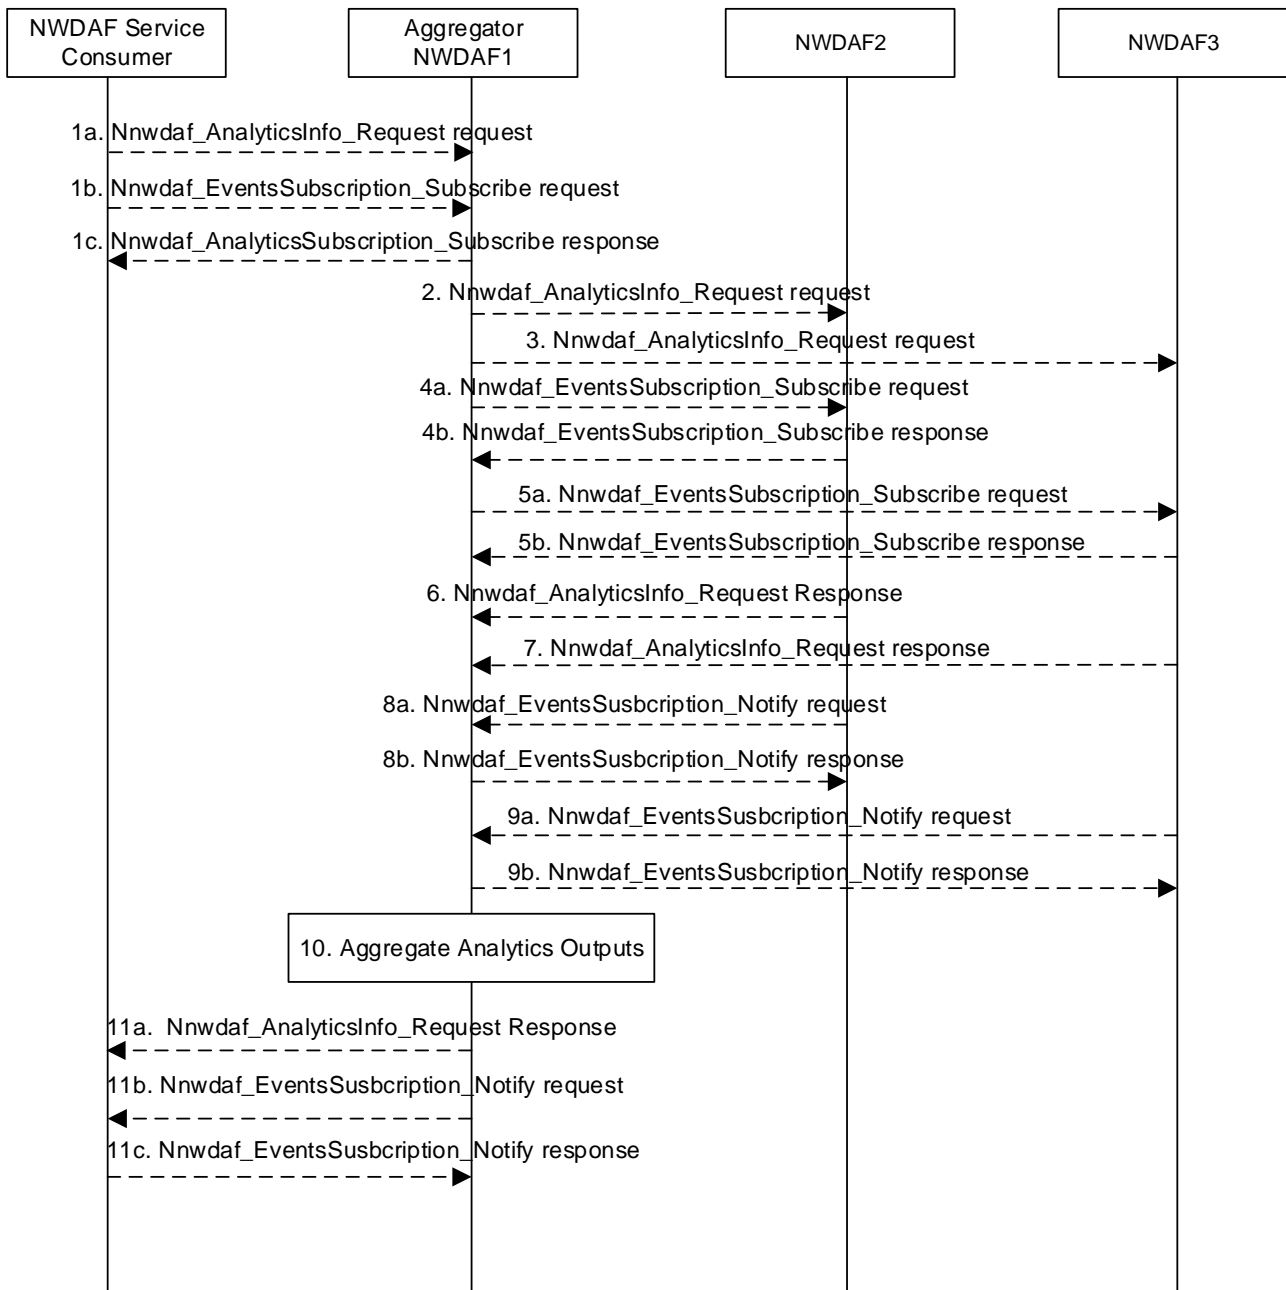 NWDAF Service
Consumer
Aggregator
NWDAF1
NWDAF2
NWDAF3
1a. Nnwdaf_AnalyticsInfo_Request request
1b. Nnwdaf_EventsSubscription_Subscribe request
1c. Nnwdaf_AnalyticsSubscription_Subscribe response
2. Nnwdaf_AnalyticsInfo_Request request
3. Nnwdaf_AnalyticsInfo_Request request
4a. Nnwdaf_EventsSubscription_Subscribe request
4b. Nnwdaf_EventsSubscription_Subscribe response
5a. Nnwdaf_EventsSubscription_Subscribe request
5b. Nnwdaf_EventsSubscription_Subscribe response
6. Nnwdaf_AnalyticsInfo_Request Response
7. Nnwdaf_AnalyticsInfo_Request response
8a. Nnwdaf_EventsSusbcription_Notify request
8b. Nnwdaf_EventsSusbcription_Notify response
9a. Nnwdaf_EventsSusbcription_Notify request
9b. Nnwdaf_EventsSusbcription_Notify response
10. Aggregate Analytics Outputs
11a. Nnwdaf_AnalyticsInfo_Request Response
11b. Nnwdaf_EventsSusbcription_Notify request
11c. Nnwdaf_EventsSusbcription_Notify response